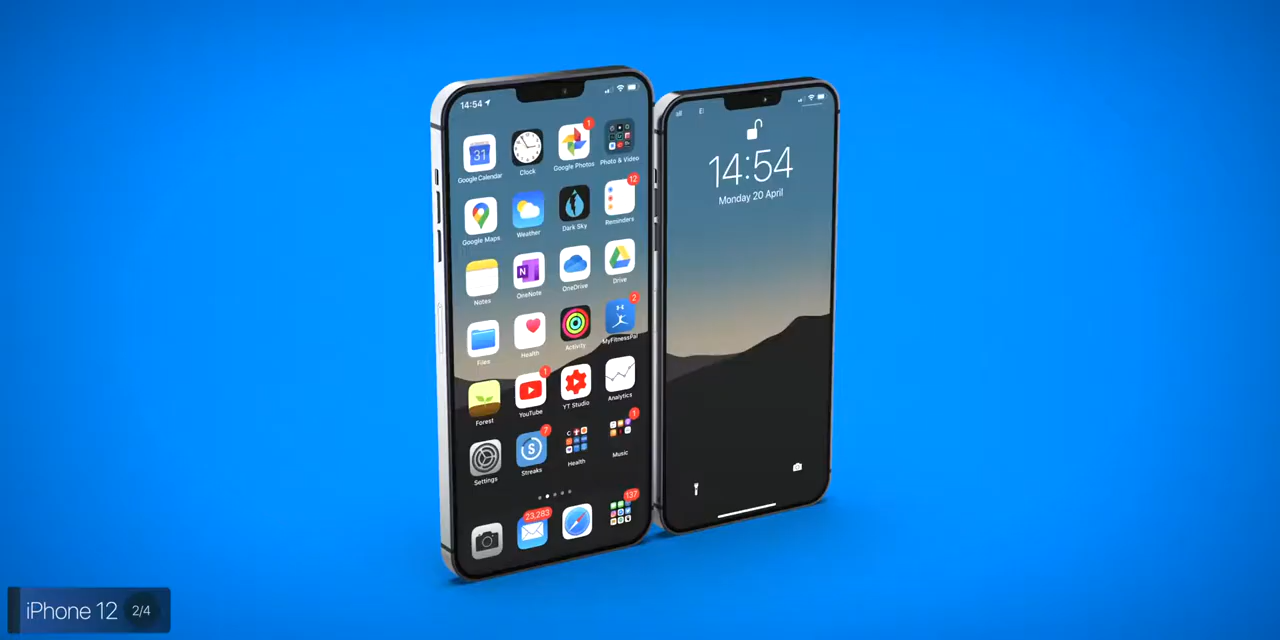 14:54
31
1
Google Calendar
Clock
Google Photos
Photo & Video
12
Google Maps
Weather
Dark Sky
Reminders
N
Notes
OneNote
OneDrive
Drive
2
Files
Health
Activity
MyFitnessPal
1
Forest
YouTube
YT Studio
Analytics
7
1
S
Settings
Streaks
Health
Music
23,283
137
14:54
Monday 20 April
iPhone 12 2/4